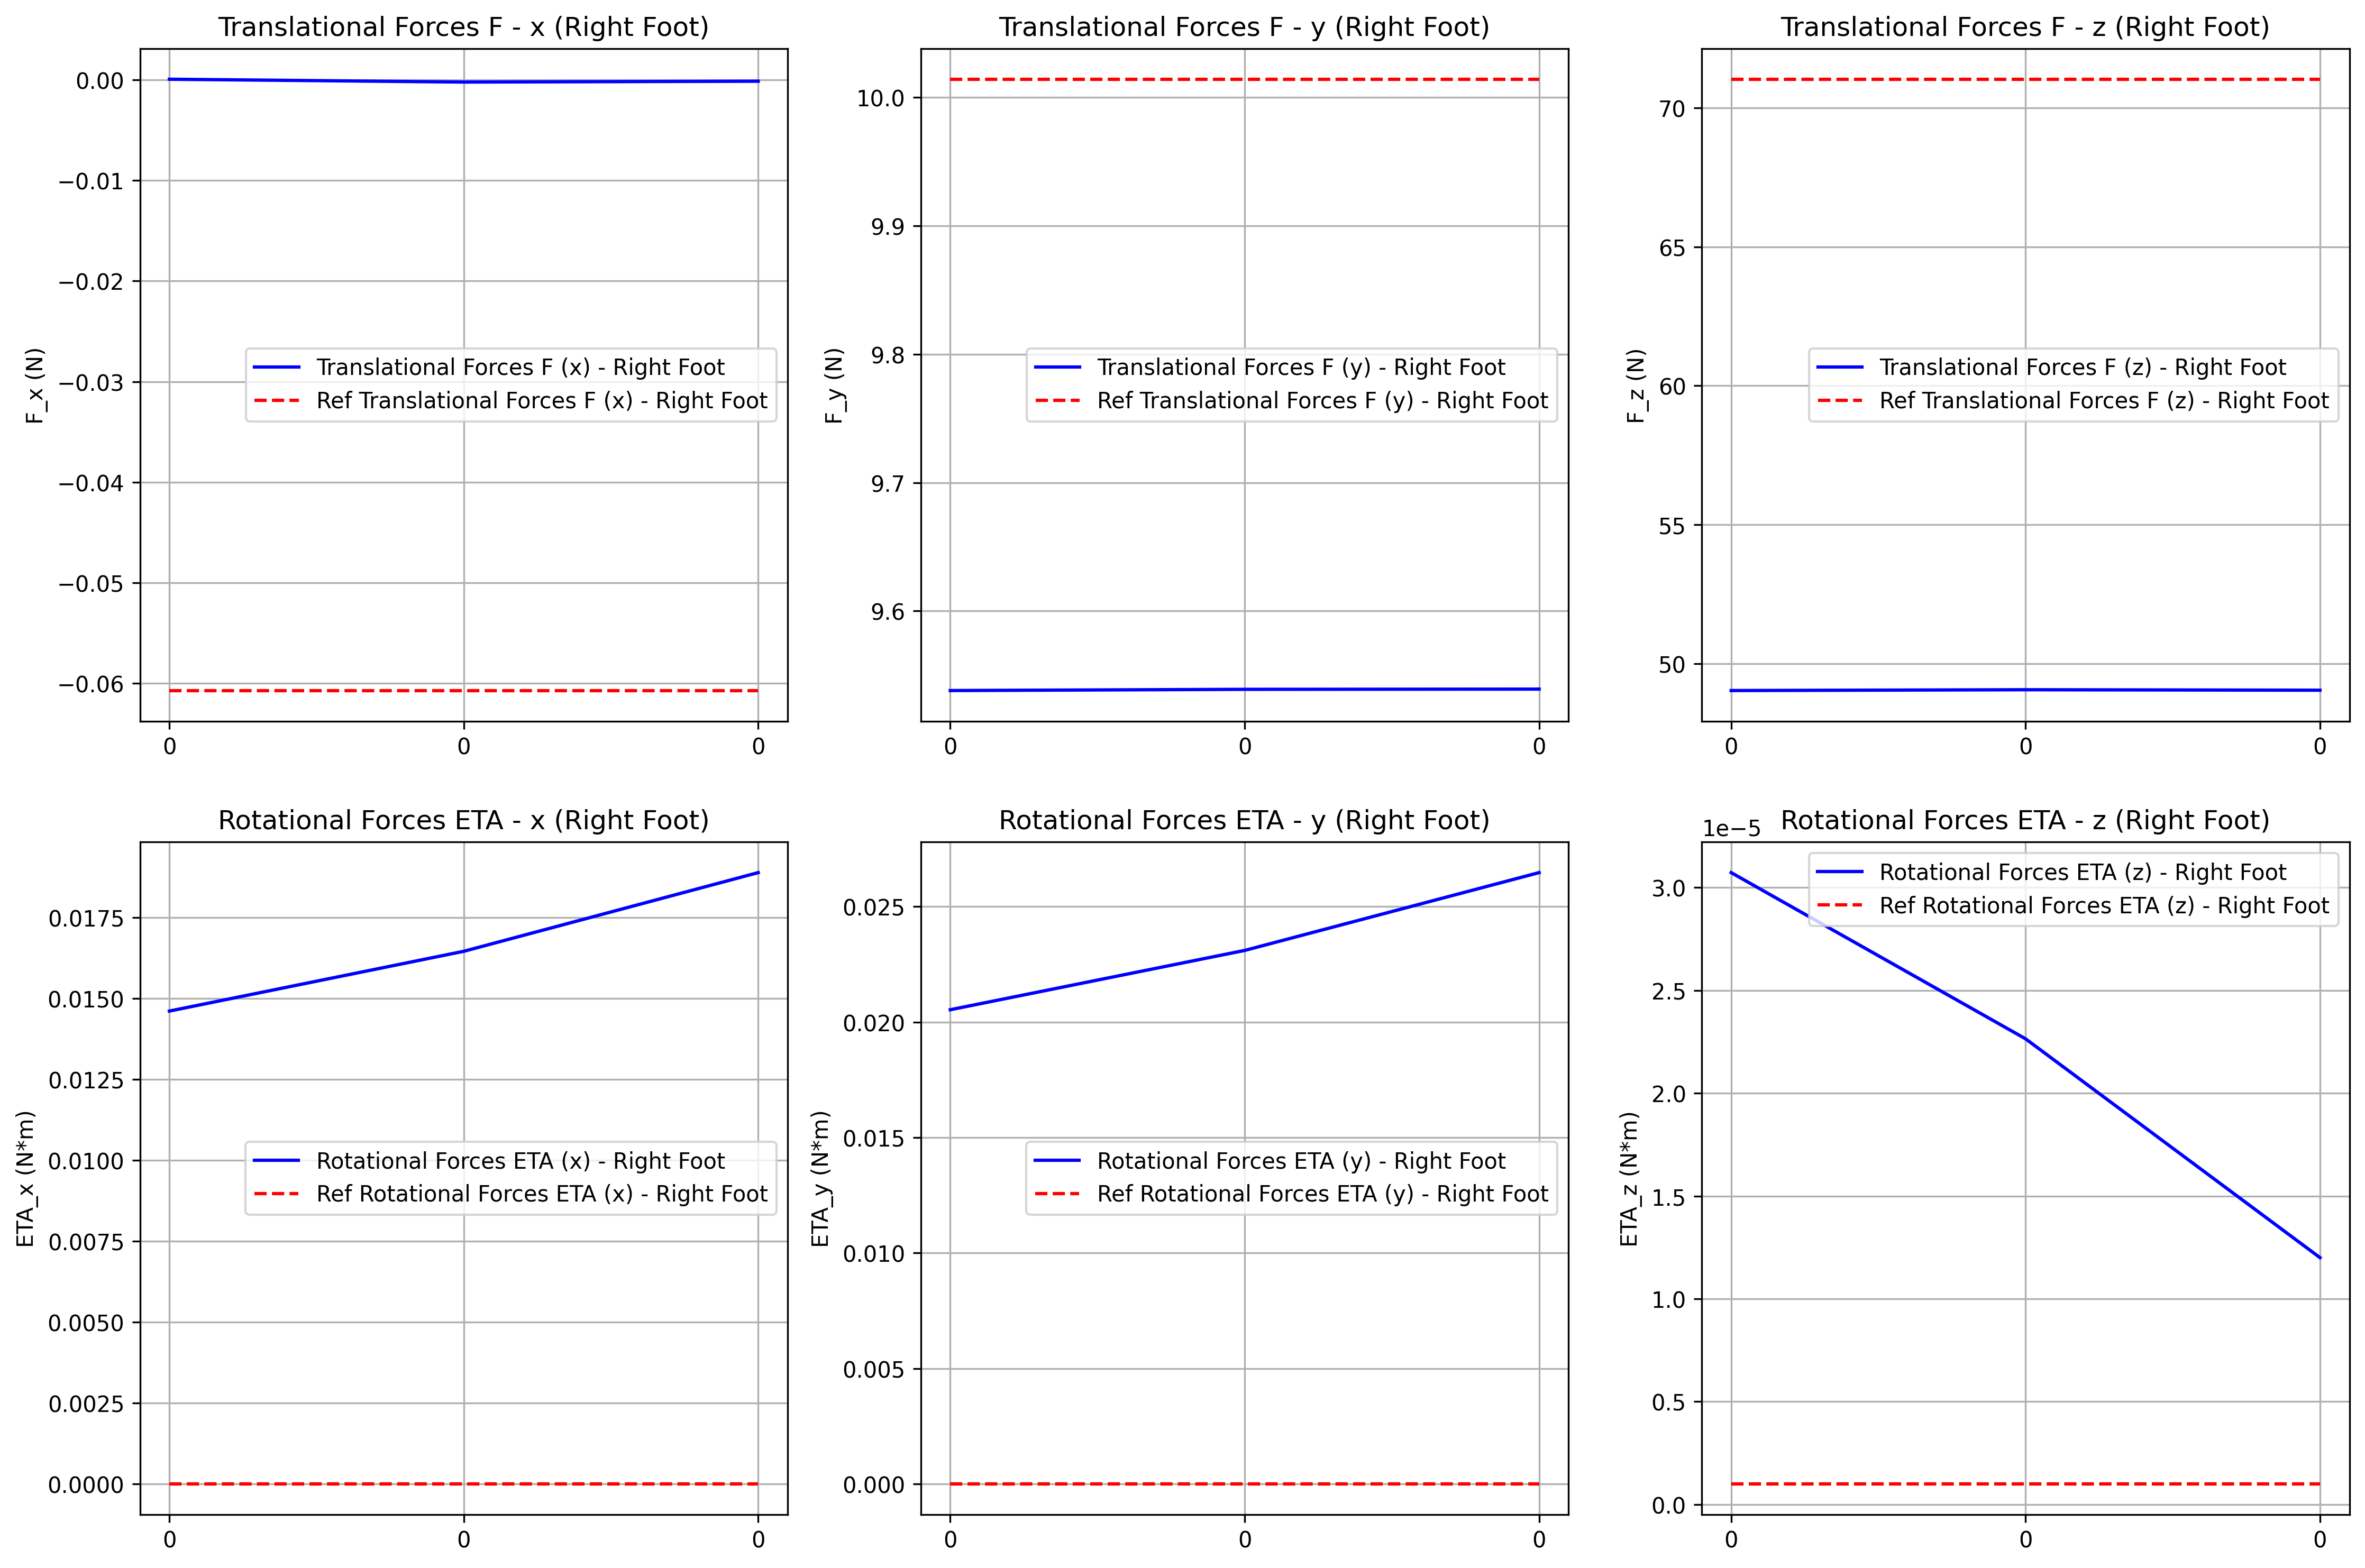 Translational Forces F - x (Right Foot)
0.00
−0.01
−0.02
−0.03
−0.04
−0.05
−0.06
F_x (N)
Translational Forces F (x) - Right Foot
Ref Translational Forces F (x) - Right Foot
0 0 0
Translational Forces F - y (Right Foot)
10.0
9.9
9.8
9.7
9.6
F_y (N)
Translational Forces F (y) - Right Foot
Ref Translational Forces F (y) - Right Foot
0 0 0
Translational Forces F - z (Right Foot)
70
65
60
55
50
F_z (N)
Translational Forces F (z) - Right Foot
Ref Translational Forces F (z) - Right Foot
0 0 0
Rotational Forces ETA - x (Right Foot)
0.0175
0.0150
0.0125
0.0100
0.0075
0.0050
0.0025
0.0000
ETA_x (N*m)
Rotational Forces ETA (x) - Right Foot
Ref Rotational Forces ETA (x) - Right Foot
0 0 0
Rotational Forces ETA - y (Right Foot)
0.025
0.020
0.015
0.010
0.005
0.000
ETA_y (N*m)
Rotational Forces ETA (y) - Right Foot
Ref Rotational Forces ETA (y) - Right Foot
0 0 0
Rotational Forces ETA - z (Right Foot)
1e−5
3.0
2.5
2.0
1.5
1.0
0.5
0.0
ETA_z (N*m)
Rotational Forces ETA (z) - Right Foot
Ref Rotational Forces ETA (z) - Right Foot
0 0 0